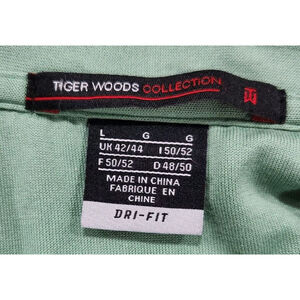 TIGER WOODS COLLECTION TW
L G G
UK 42/44 I 50/52
F 50/52 D 48/50
MADE IN CHINA
FABRIQUE EN
CHINE
DRI-FIT